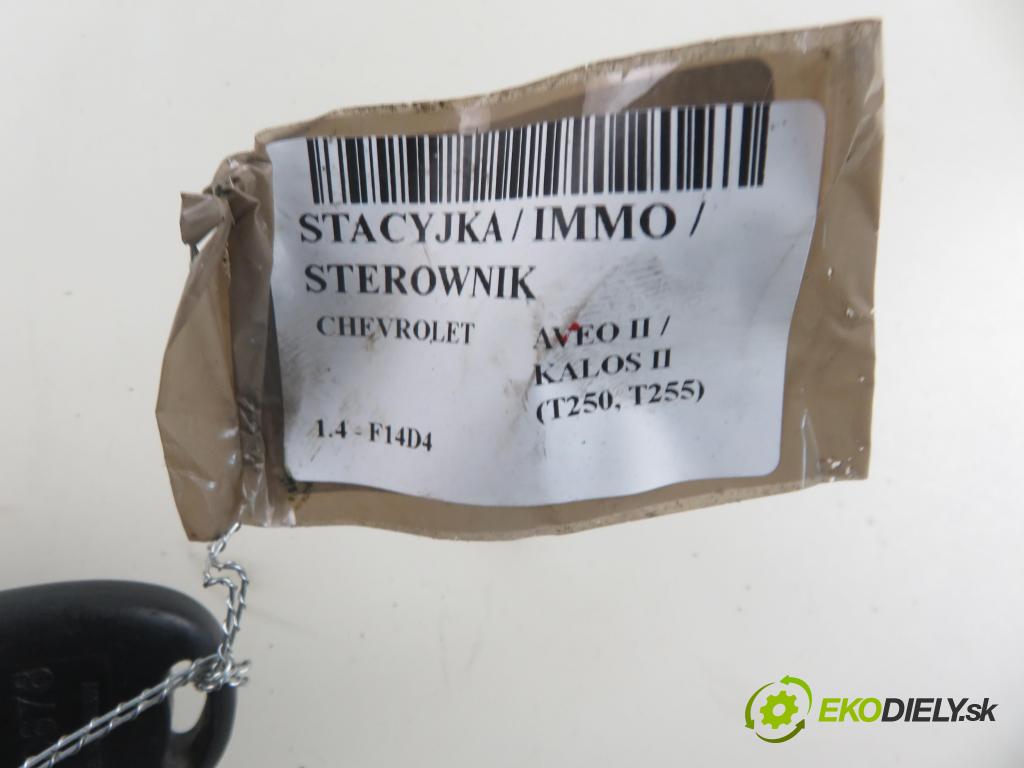 STACYJKA / IMMO /
STEROWNIK
CHEVROLET
AVEO II /
KALOS II
(T250, T255)
1.4 - F14D4
EKODIELY.sk